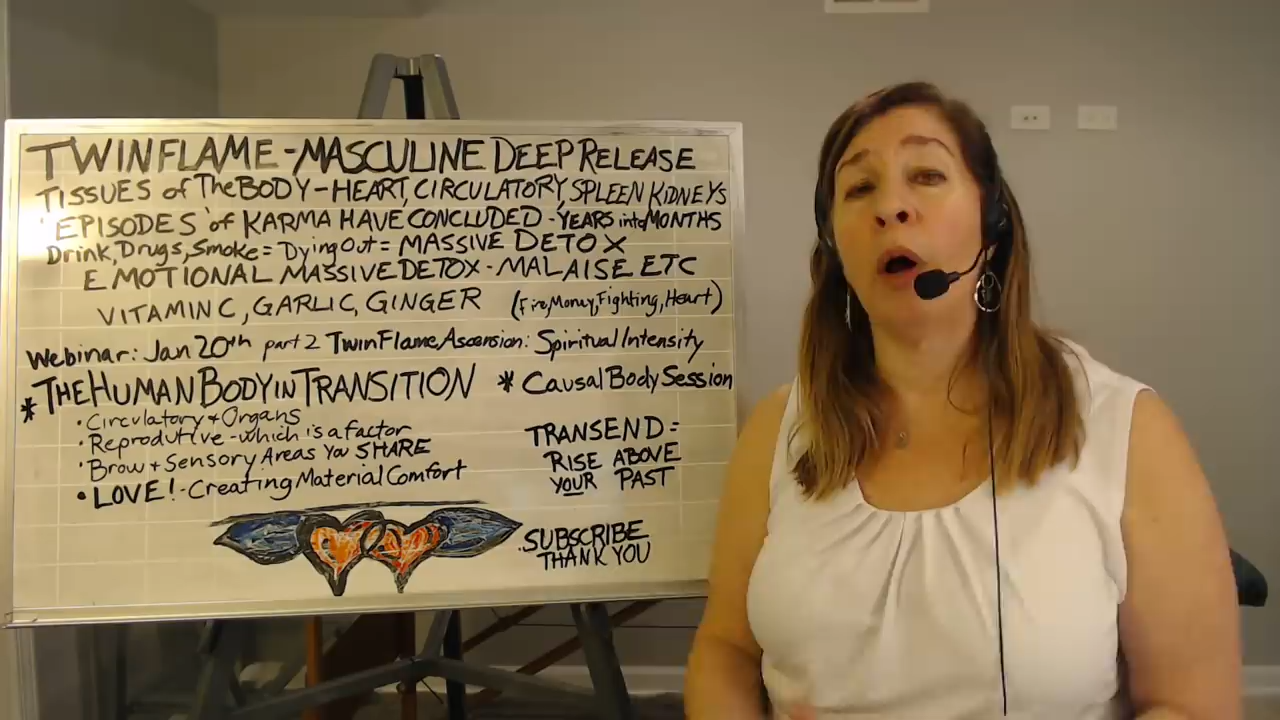 TWINFLAME-MASCULINE DEEP RELEASE
TISSUES of The BODY-HEART, CIRCULATORY, SPLEEN KIDNEYS
'EPISODES' of KARMA HAVE CONCLUDED-YEARS into MONTHS
Drink, Drugs, Smoke = Dying Out = MASSIVE DETOX
EMOTIONAL MASSIVE DETOX-MALAISE ETC
VITAMIN C, GARLIC, GINGER (Fire, Money, Fighting, Heart)
Webinar: Jan 20th part 2 Twin Flame Ascension: Spiritual Intensity
* THE HUMAN BODY IN TRANSITION
• Circulatory + Organs
• Reprodutive-which is a factor
• Brow + Sensory Areas You SHARE
• LOVE!-Creating Material Comfort
* Causal Body Session
TRANSEND =
RISE ABOVE
YOUR PAST
SUBSCRIBE
THANK YOU